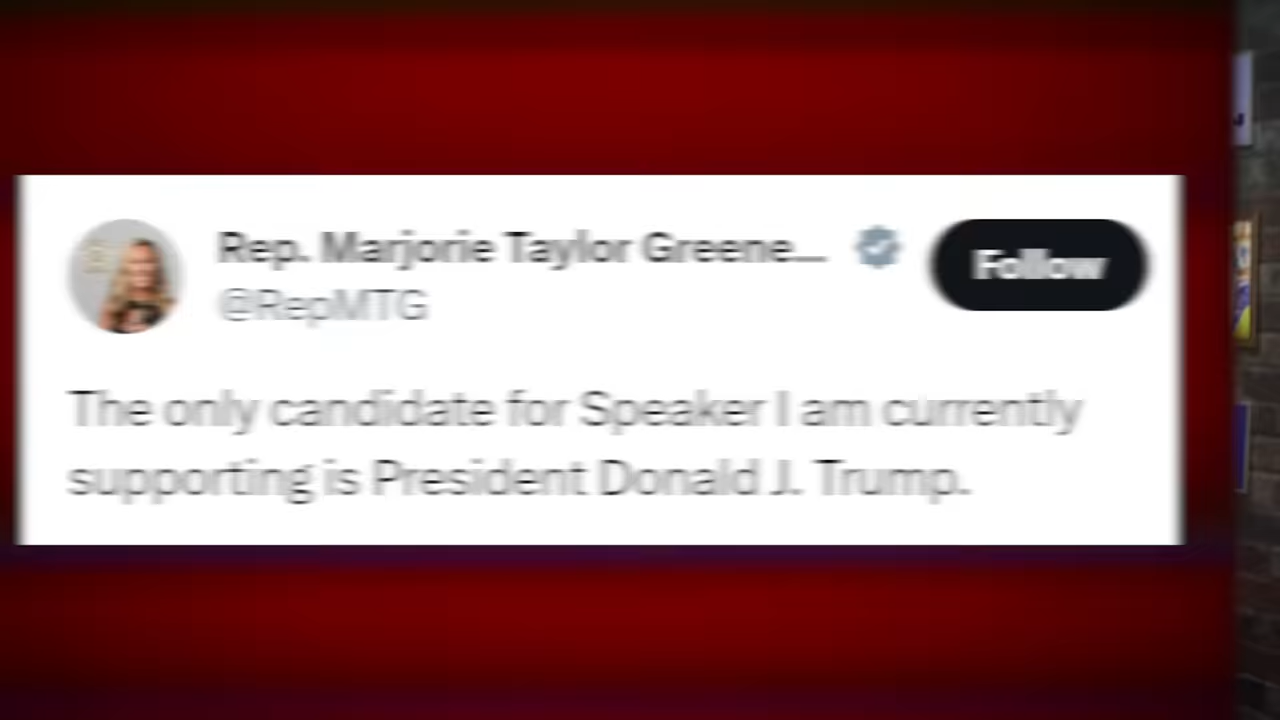 Rep. Marjorie Taylor Greene...
Follow
@RepMTG
The only candidate for Speaker I am currently
supporting is President Donald J. Trump.